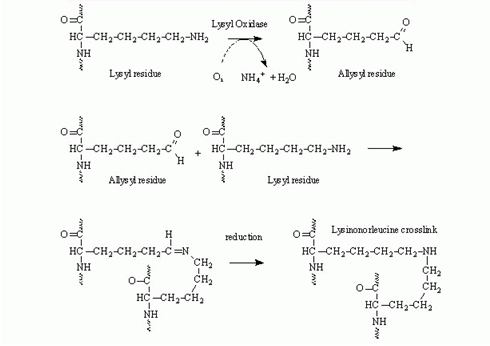 O=C
HC-CH₂-CH₂-CH₂-CH₂-NH₂
NH
Lysyl residue
Lysyl Oxidase
O₂ NH₄⁺ + H₂O
O=C
HC-CH₂-CH₂-CH₂-C
O
H
NH
Allysyl residue
O=C
HC-CH₂-CH₂-CH₂-C
O
H
NH
Allysyl residue
+
O=C
HC-CH₂-CH₂-CH₂-CH₂-NH₂
NH
Lysyl residue
H
O=C
HC-CH₂-CH₂-CH₂-C=N
NH
CH₂
CH₂
O=C
HC-CH₂-CH₂
NH
reduction
Lysinonorleucine crosslink
O=C
HC-CH₂-CH₂-CH₂-CH₂-NH
NH
CH₂
CH₂
O=C
HC-CH₂-CH₂
NH